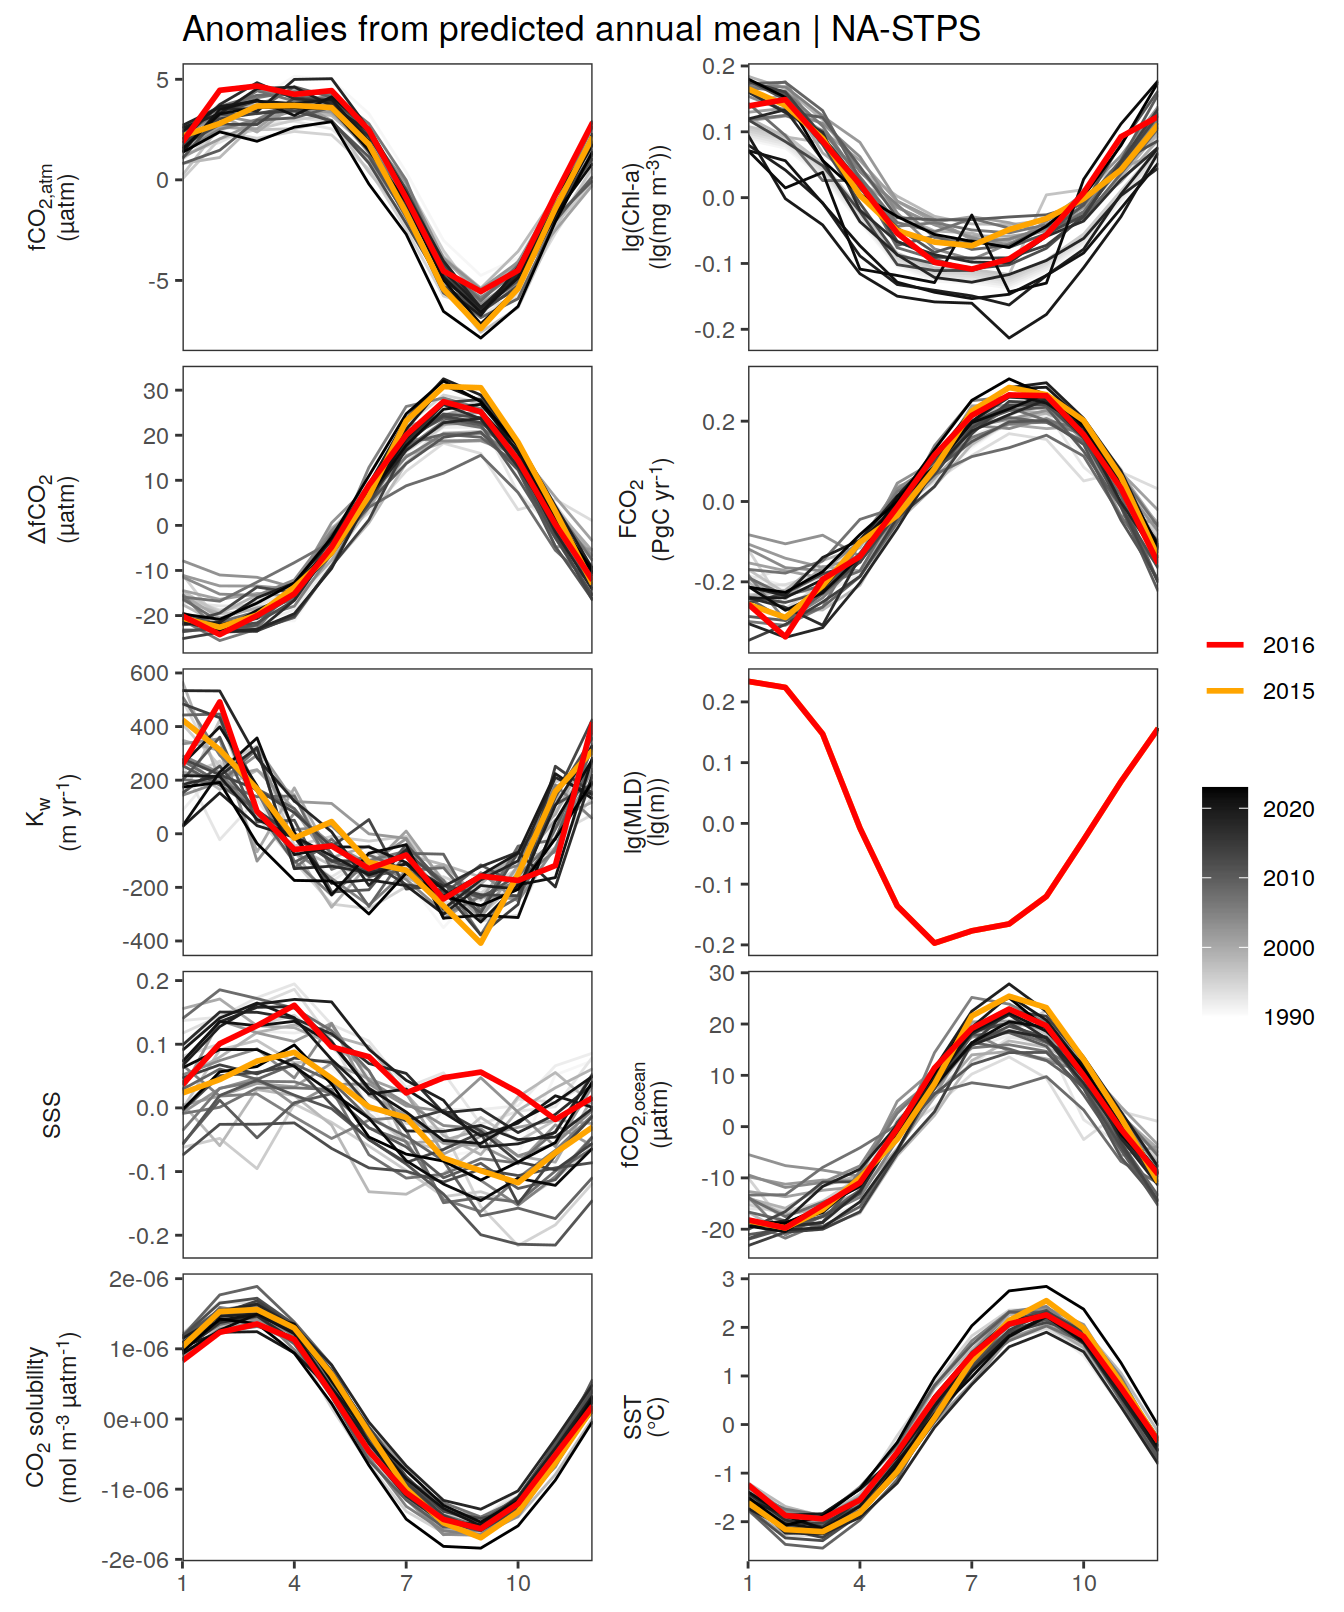 Anomalies from predicted annual mean | NA-STPS
fCO2,atm
(µatm)
5
0
-5
lg(Chl-a)
(lg(mg m-3))
0.2
0.1
0.0
-0.1
-0.2
ΔfCO2
(µatm)
30
20
10
0
-10
-20
FCO2
(PgC yr-1)
0.2
0.0
-0.2
Kw
(m yr-1)
600
400
200
0
-200
-400
lg(MLD)
(lg(m))
0.2
0.1
0.0
-0.1
-0.2
SSS
0.2
0.1
0.0
-0.1
-0.2
fCO2,ocean
(µatm)
30
20
10
0
-10
-20
CO2 solubility
(mol m-3 µatm-1)
2e-06
1e-06
0e+00
-1e-06
-2e-06
1 4 7 10
SST
(°C)
3
2
1
0
-1
-2
1 4 7 10
2016
2015
2020
2010
2000
1990